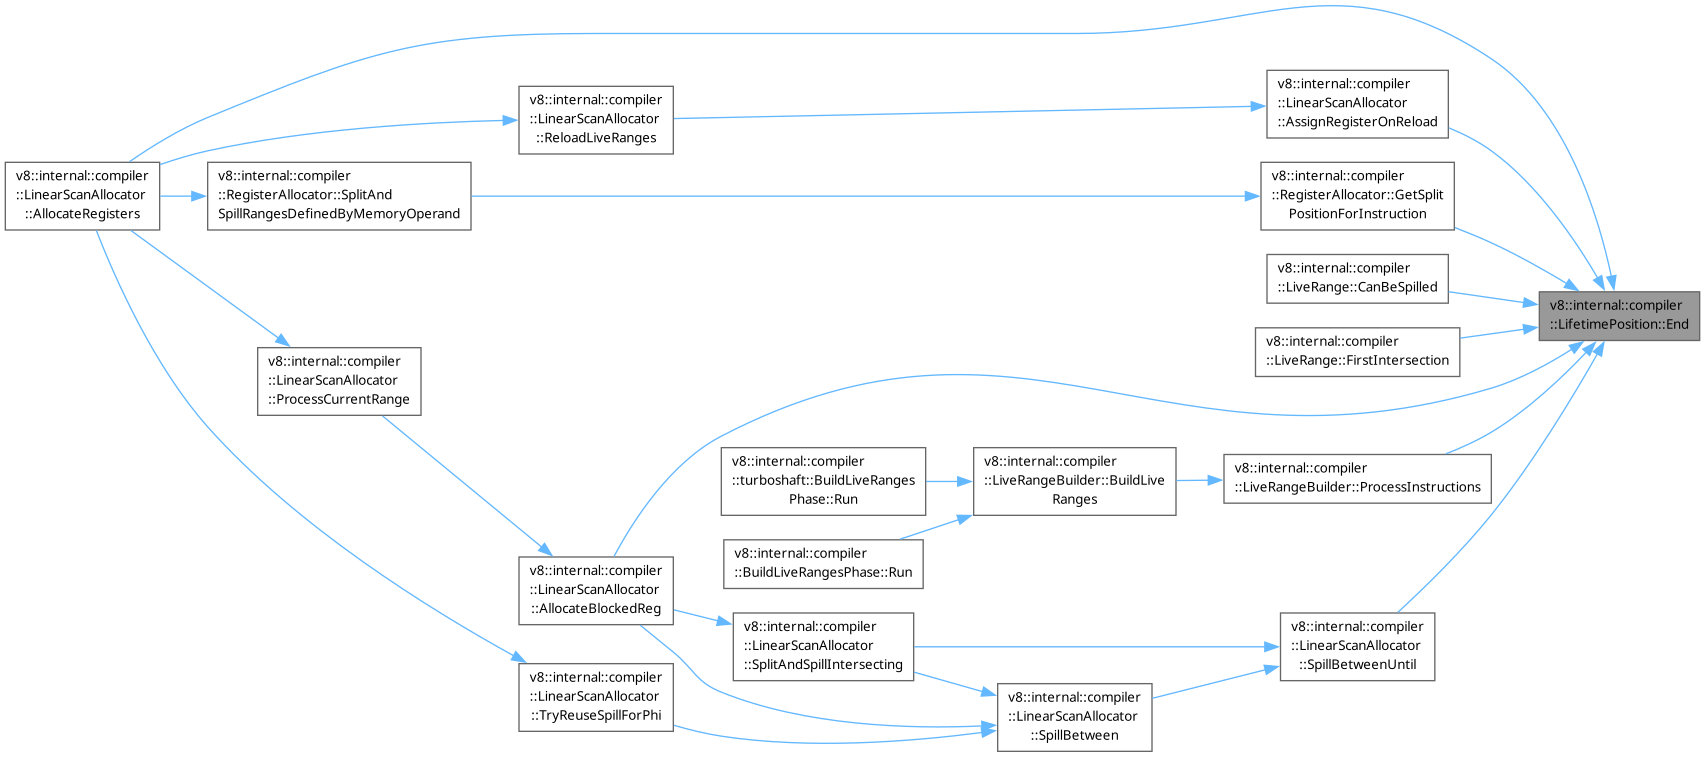 v8::internal::compiler
::LinearScanAllocator
::AssignRegisterOnReload
v8::internal::compiler
::LinearScanAllocator
::ReloadLiveRanges
v8::internal::compiler
::LinearScanAllocator
::AllocateRegisters
v8::internal::compiler
::RegisterAllocator::SplitAnd
SpillRangesDefinedByMemoryOperand
v8::internal::compiler
::RegisterAllocator::GetSplit
PositionForInstruction
v8::internal::compiler
::LiveRange::CanBeSpilled
v8::internal::compiler
::LifetimePosition::End
v8::internal::compiler
::LiveRange::FirstIntersection
v8::internal::compiler
::LinearScanAllocator
::ProcessCurrentRange
v8::internal::compiler
::turboshaft::BuildLiveRanges
Phase::Run
v8::internal::compiler
::LiveRangeBuilder::BuildLive
Ranges
v8::internal::compiler
::LiveRangeBuilder::ProcessInstructions
v8::internal::compiler
::BuildLiveRangesPhase::Run
v8::internal::compiler
::LinearScanAllocator
::AllocateBlockedReg
v8::internal::compiler
::LinearScanAllocator
::SplitAndSpillIntersecting
v8::internal::compiler
::LinearScanAllocator
::SpillBetweenUntil
v8::internal::compiler
::LinearScanAllocator
::TryReuseSpillForPhi
v8::internal::compiler
::LinearScanAllocator
::SpillBetween